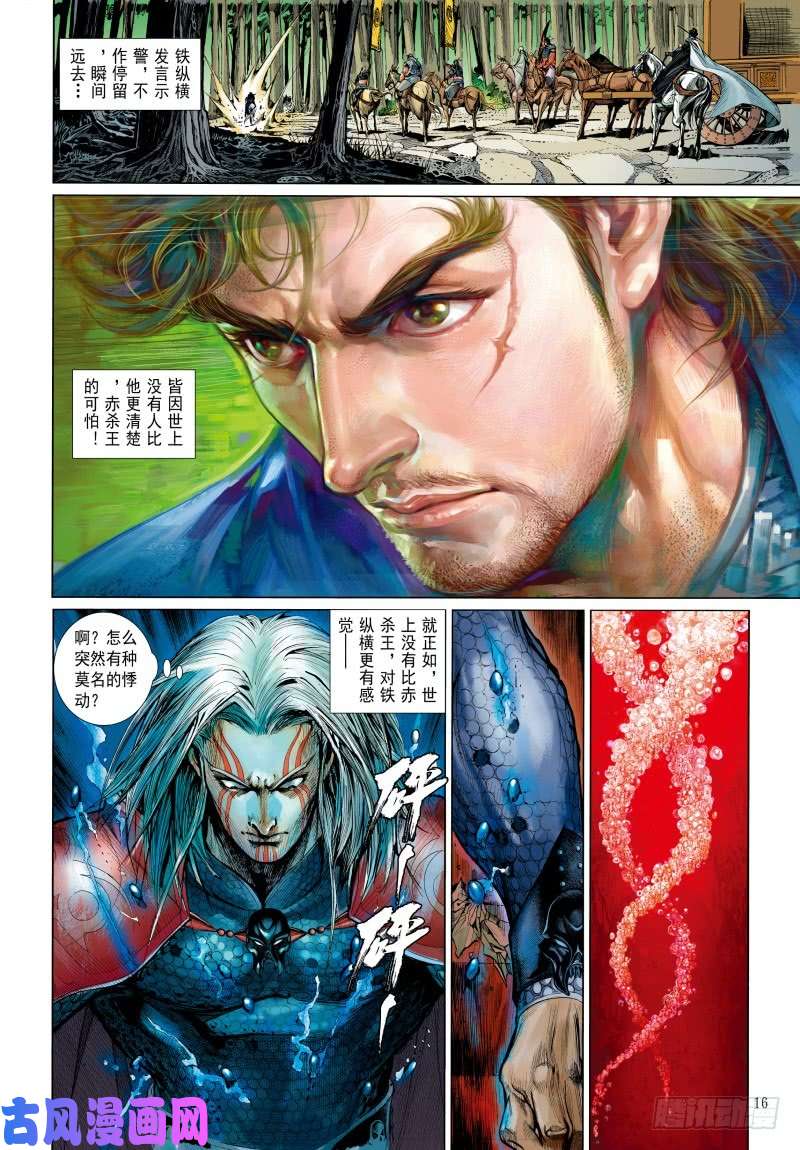 铁纵横
发言示
警,不
作停留
,瞬间
远去…
皆因世上
没有人比
他更清楚
,赤杀王
的可怕!
啊?怎么
突然有种
莫名的悸
动?
就正如,世
上没有比赤
杀王,对铁
纵横更有感
觉——
砰—
砰—
16
古风漫画网
腾讯动漫